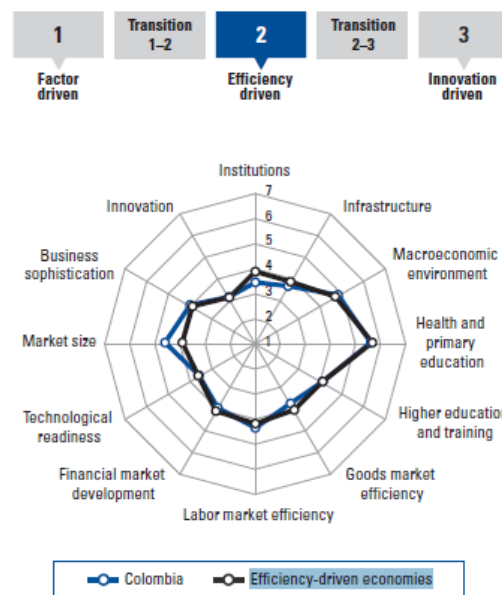 1
Transition
1–2
2
Transition
2–3
3
Factor
driven
Efficiency
driven
Innovation
driven
Institutions
7
6
5
4
3
2
1
Infrastructure
Macroeconomic
environment
Health and
primary
education
Higher education
and training
Goods market
efficiency
Labor market efficiency
Financial market
development
Technological
readiness
Market size
Business
sophistication
Innovation
Colombia
Efficiency-driven economies